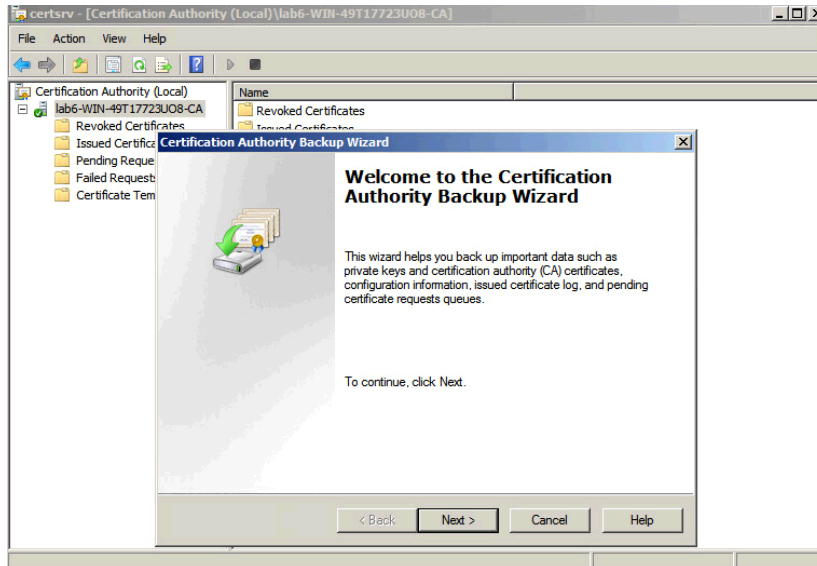 certsrv - [Certification Authority (Local)\lab6-WIN-49T17723UO8-CA]
File Action View Help
Certification Authority (Local)
lab6-WIN-49T17723UO8-CA
Revoked Certificates
Issued Certifica
Pending Reque
Failed Request
Certificate Tem
Name
Revoked Certificates
Issued Certificates
Certification Authority Backup Wizard
Welcome to the Certification
Authority Backup Wizard
This wizard helps you back up important data such as
private keys and certification authority (CA) certificates,
configuration information, issued certificate log, and pending
certificate requests queues.
To continue, click Next.
< Back Next > Cancel Help